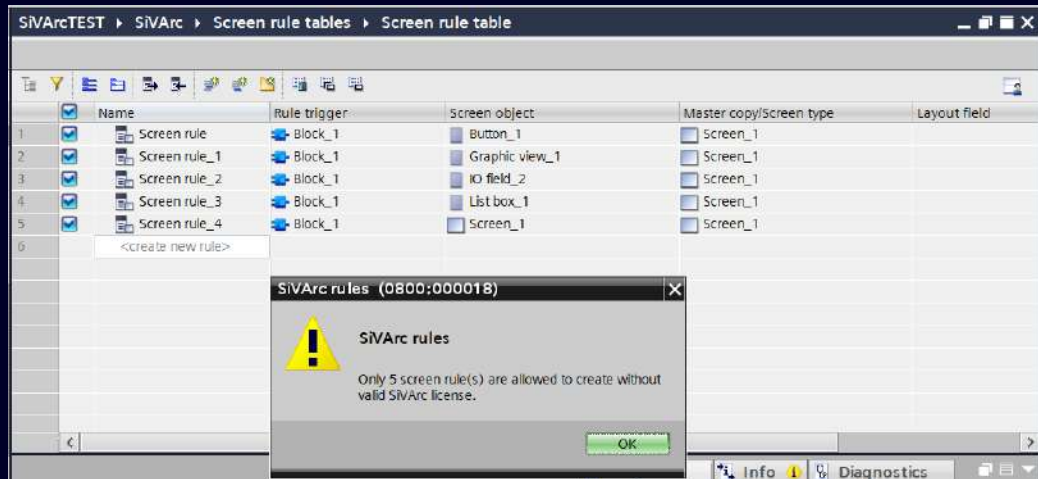 SiVArcTEST ▸ SiVArc ▸ Screen rule tables ▸ Screen rule table
Name Rule trigger Screen object Master copy/Screen type Layout field
1 Screen rule Block_1 Button_1 Screen_1
2 Screen rule_1 Block_1 Graphic view_1 Screen_1
3 Screen rule_2 Block_1 IO field_2 Screen_1
4 Screen rule_3 Block_1 List box_1 Screen_1
5 Screen rule_4 Block_1 Screen_1 Screen_1
6 <create new rule>
SiVArc rules (0800:000018)
SiVArc rules
Only 5 screen rule(s) are allowed to create without
valid SiVArc license.
OK
Info Diagnostics